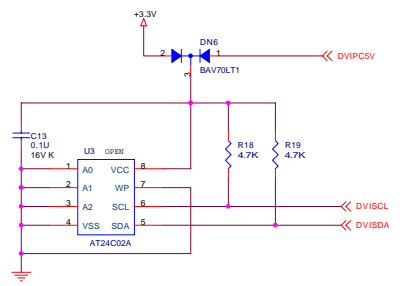 +3.3V
DN6
2
1
DVIPC5V
BAV70LT1
3
C13
0.1U
16V K
U3 OPEN
R18
4.7K
R19
4.7K
1 A0 VCC 8
2 A1 WP 7
3 A2 SCL 6
DVISCL
4 VSS SDA 5
DVISDA
AT24C02A